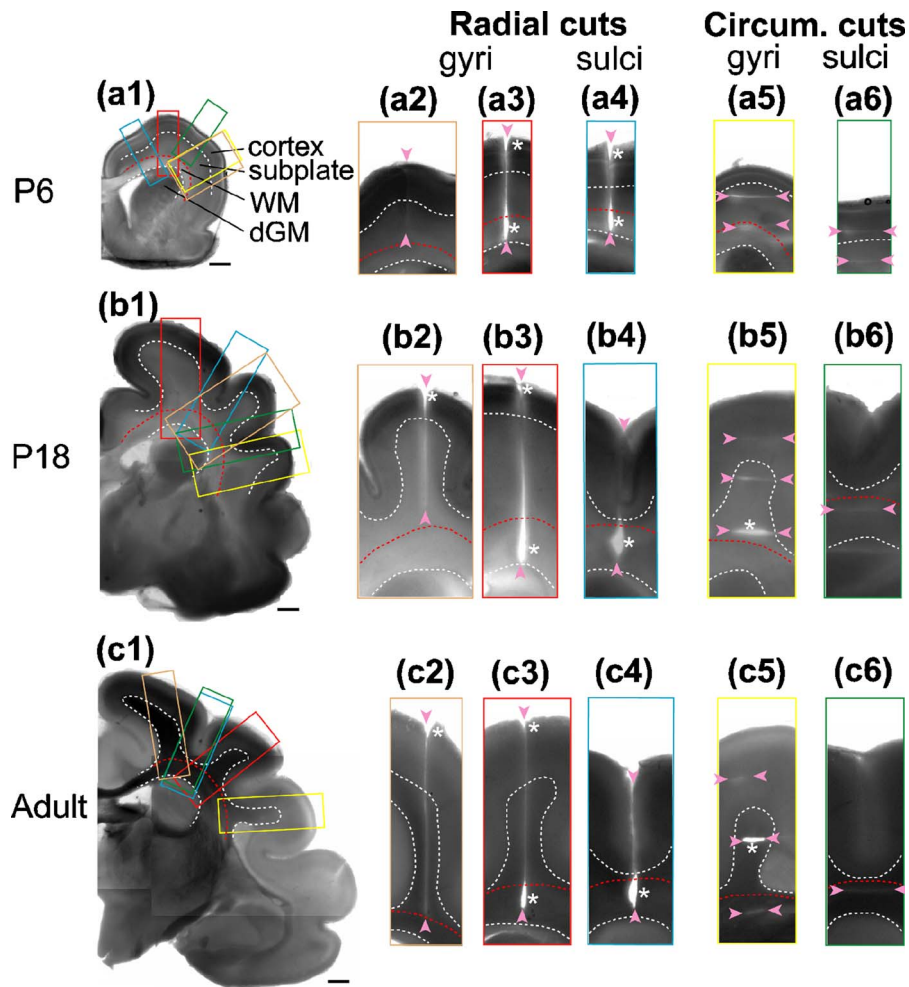 Radial cuts Circum. cuts
gyri sulci gyri sulci
(a1) (a2) (a3) (a4) (a5) (a6)
P6
cortex
subplate
WM
dGM
*
*
*
*
(b1) (b2) (b3) (b4) (b5) (b6)
P18
*
*
*
*
*
(c1) (c2) (c3) (c4) (c5) (c6)
Adult
*
*
*
*
*